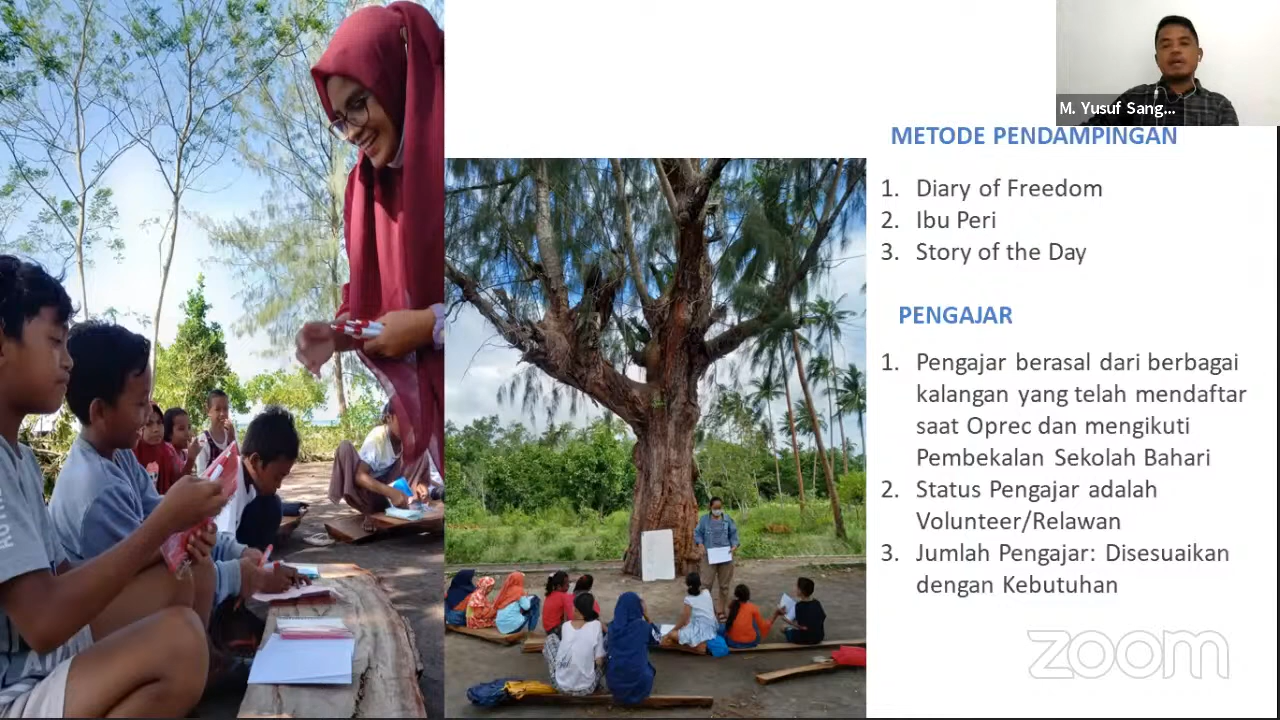 M. Yusuf Sang...
METODE PENDAMPINGAN
1. Diary of Freedom
2. Ibu Peri
3. Story of the Day
PENGAJAR
1. Pengajar berasal dari berbagai
kalangan yang telah mendaftar
saat Oprec dan mengikuti
Pembekalan Sekolah Bahari
2. Status Pengajar adalah
Volunteer/Relawan
3. Jumlah Pengajar: Disesuaikan
dengan Kebutuhan
zoom